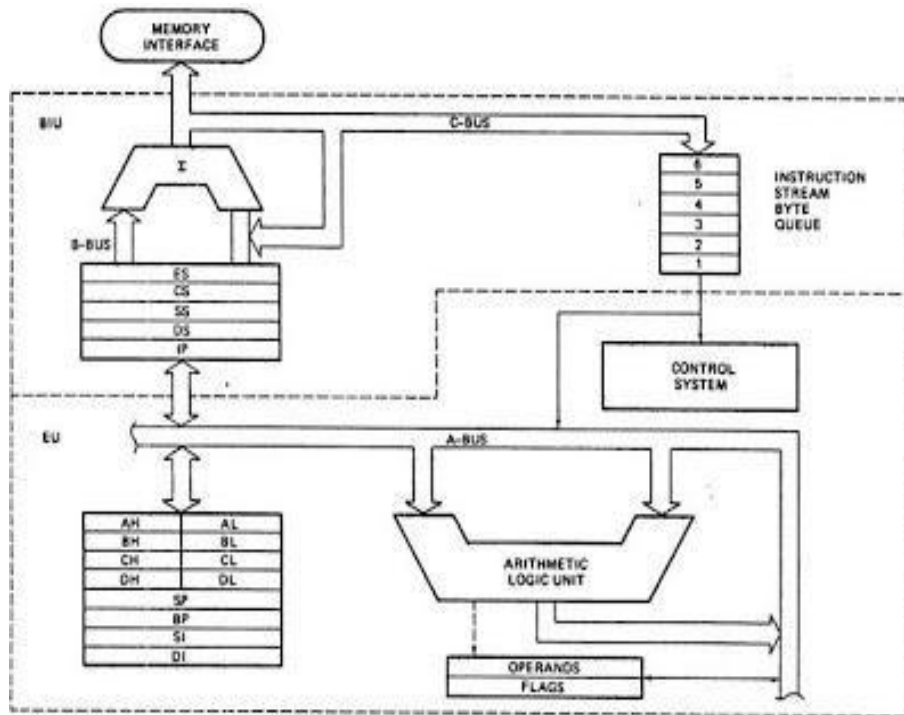 MEMORY
INTERFACE
BIU
C-BUS
Σ
6
5
4
3
2
1
INSTRUCTION
STREAM
BYTE
QUEUE
B-BUS
ES
CS
SS
DS
IP
CONTROL
SYSTEM
EU
A-BUS
AH AL
BH BL
CH CL
DH DL
SP
BP
SI
DI
ARITHMETIC
LOGIC UNIT
OPERANDS
FLAGS